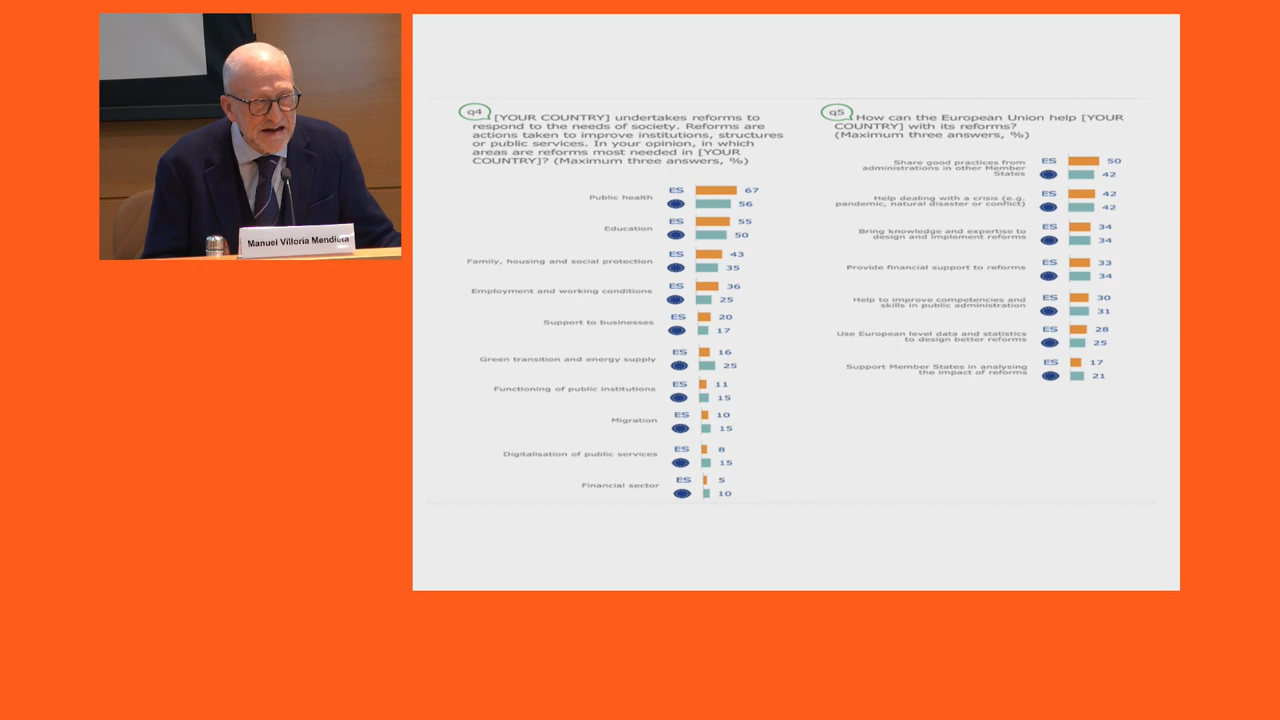 Manuel Villoria Mendieta
q4
[YOUR COUNTRY] undertakes reforms to
respond to the needs of society. Reforms are
actions taken to improve institutions, structures
or public services. In your opinion, in which
areas are reforms most needed in [YOUR
COUNTRY]? (Maximum three answers, %)
Public health
ES 67
56
Education
ES 55
50
Family, housing and social protection
ES 43
35
Employment and working conditions
ES 36
25
Support to businesses
ES 20
17
Green transition and energy supply
ES 16
25
Functioning of public institutions
ES 11
15
Migration
ES 10
15
Digitalisation of public services
ES 8
15
Financial sector
ES 5
10
q5
How can the European Union help [YOUR
COUNTRY] with its reforms?
(Maximum three answers, %)
Share good practices from
administrations in other Member
States
ES 50
42
Help dealing with a crisis (e.g.
pandemic, natural disaster or conflict)
ES 42
42
Bring knowledge and expertise to
design and implement reforms
ES 34
34
Provide financial support to reforms
ES 33
34
Help to improve competencies and
skills in public administration
ES 30
31
Use European level data and statistics
to design better reforms
ES 28
25
Support Member States in analysing
the impact of reforms
ES 17
21